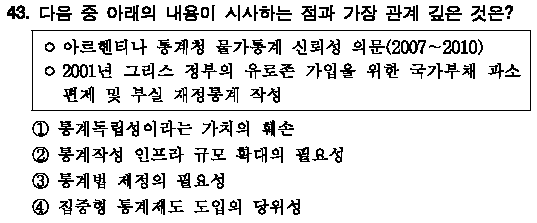 43. 다음 중 아래의 내용이 시사하는 점과 가장 관계 깊은 것은?
○ 아르헨티나 통계청 물가통계 신뢰성 의문(2007~2010)
○ 2001년 그리스 정부의 유로존 가입을 위한 국가부채 과소
편제 및 부실 재정통계 작성
① 통계독립성이라는 가치의 훼손
② 통계작성 인프라 규모 확대의 필요성
③ 통계법 제정의 필요성
④ 집중형 통계제도 도입의 당위성